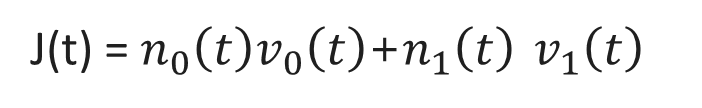 J(t) = n₀(t)v₀(t)+n₁(t) v₁(t)